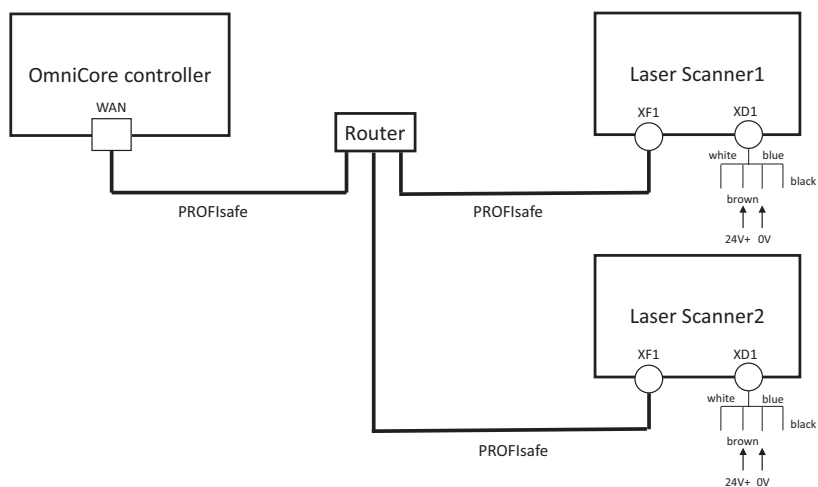 OmniCore controller
WAN
Router
Laser Scanner1
XF1 XD1
white blue
black
brown
24V+ 0V
PROFIsafe
PROFIsafe
Laser Scanner2
XF1 XD1
white blue
black
brown
24V+ 0V
PROFIsafe